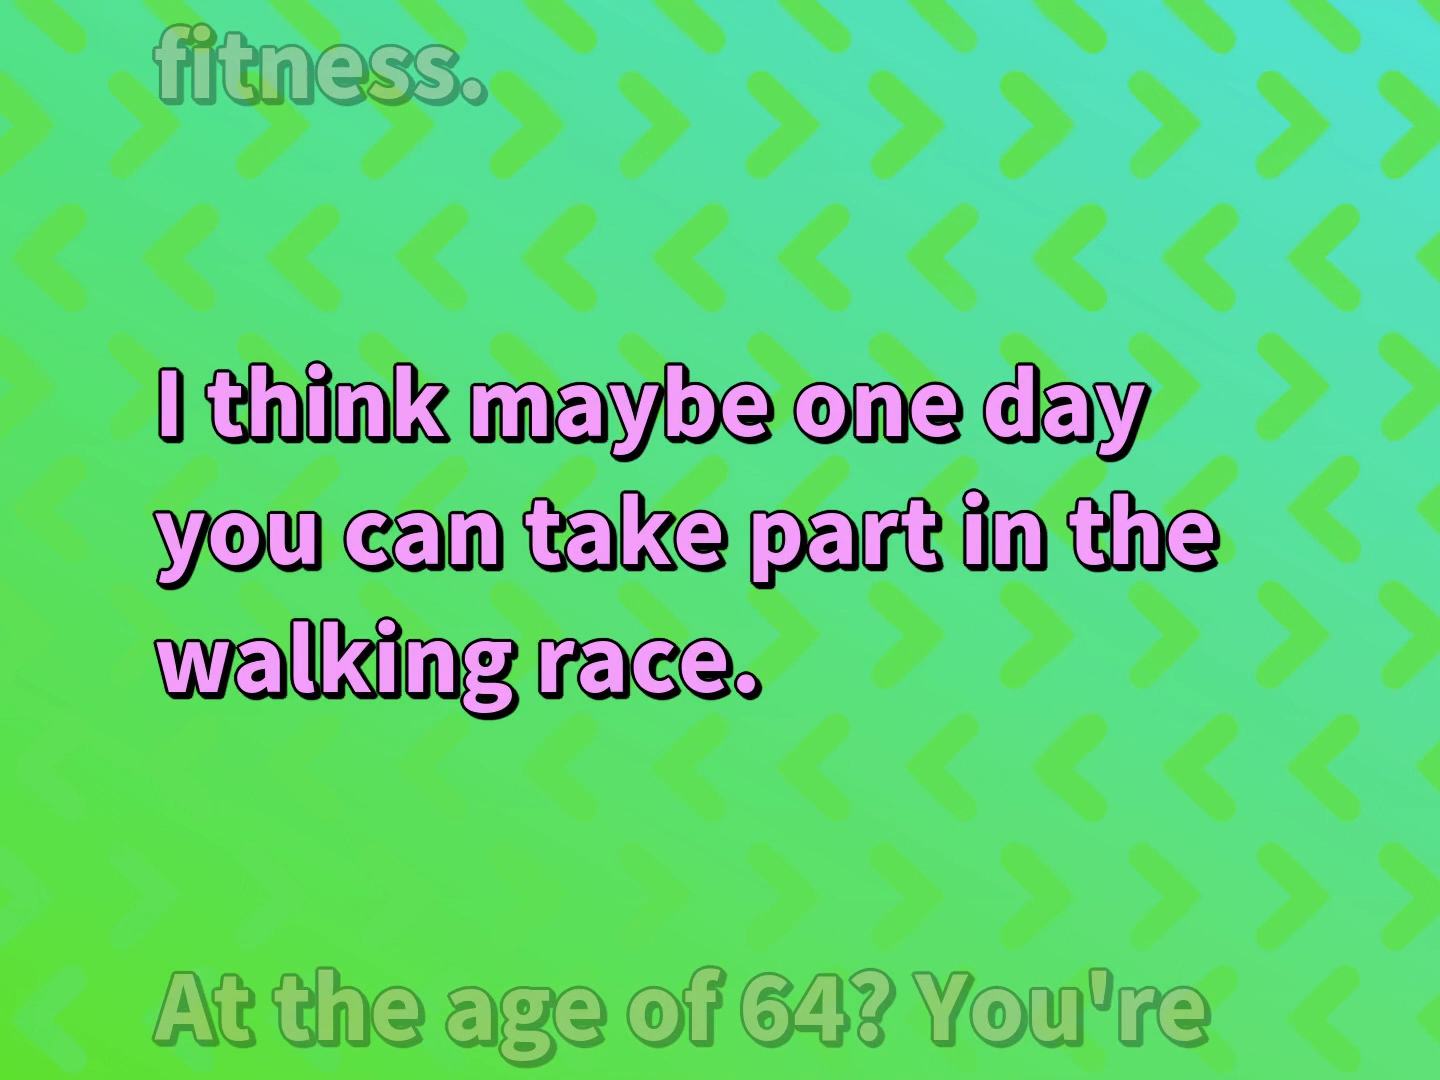 fitness.
I think maybe one day
you can take part in the
walking race.
At the age of 64? You're